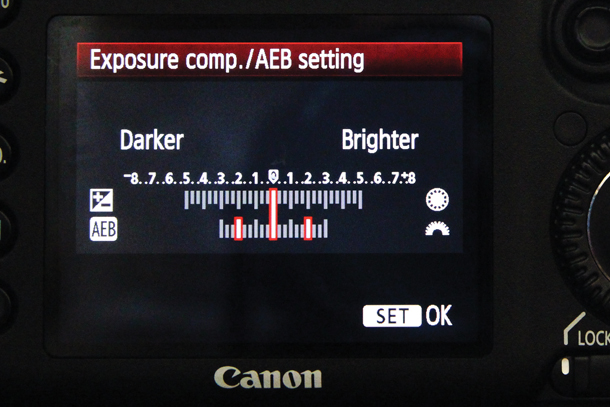 Exposure comp./AEB setting
Darker Brighter
-8..7..6..5..4..3..2..1..0..1..2..3..4..5..6..7.+8
AEB
SET OK
LOCK
Canon